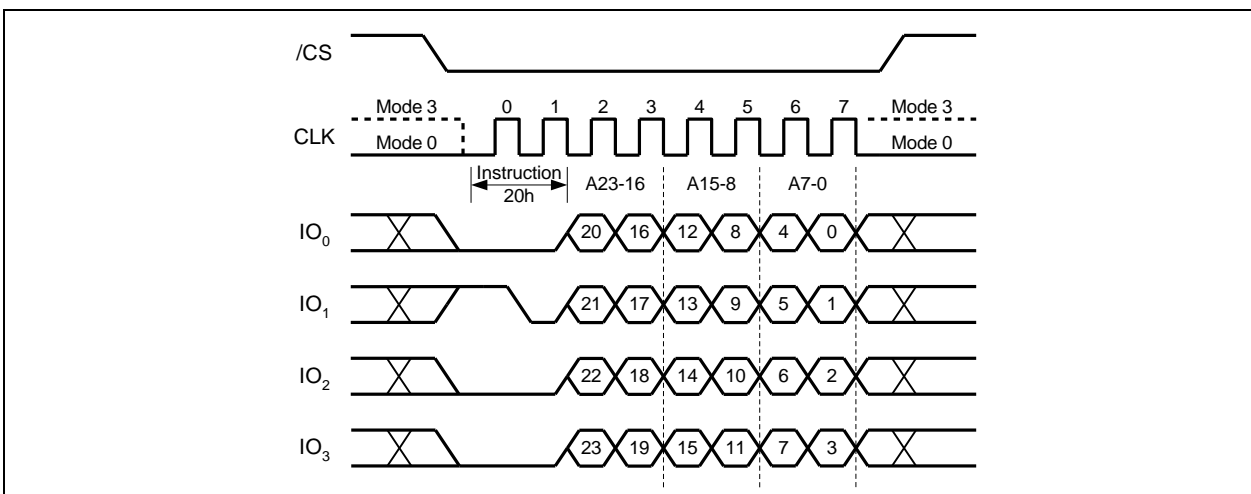 /CS
Mode 3 0 1 2 3 4 5 6 7 Mode 3
CLK Mode 0 Mode 0
Instruction A23-16 A15-8 A7-0
20h
IO0 20 16 12 8 4 0
IO1 21 17 13 9 5 1
IO2 22 18 14 10 6 2
IO3 23 19 15 11 7 3